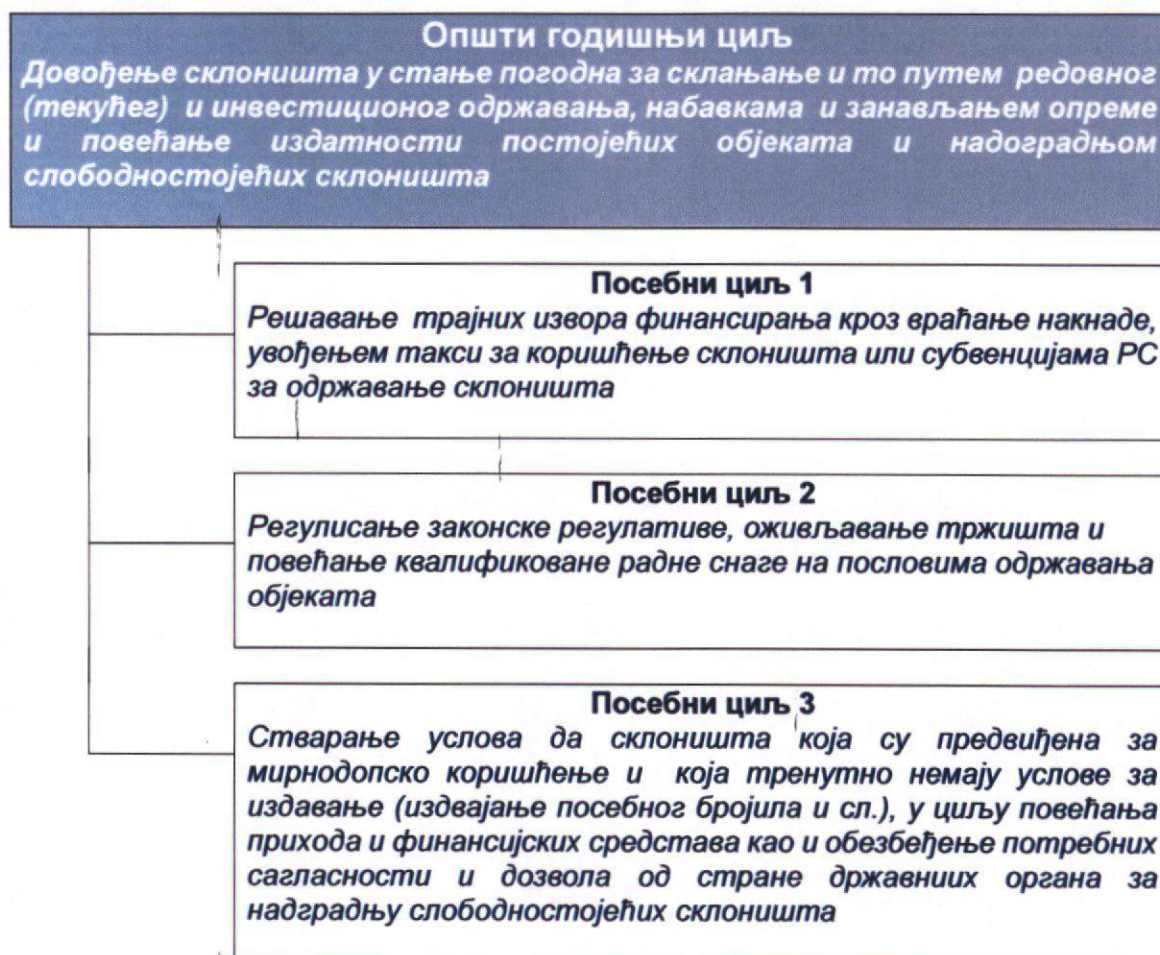 Општи годишњи циљ
Довођење склоништа у стање погодна за склањање и то путем редовног
(текућег) и инвестиционог одржавања, набавкама и занављањем опреме
и повећање издатности постојећих објеката и надоградњом
слободностојећих склоништа
Посебни циљ 1
Решавање трајних извора финансирања кроз враћање накнаде,
увођењем такси за коришћење склоништа или субвенцијама РС
за одржавање склоништа
Посебни циљ 2
Регулисање законске регулативе, оживљавање тржишта и
повећање квалификоване радне снаге на пословима одржавања
објеката
Посебни циљ 3
Стварање услова да склоништа која су предвиђена за
мирнодопско коришћење и која тренутно немају услове за
издавање (издвајање посебног бројила и сл.), у циљу повећања
прихода и финансијских средстава као и обезбеђење потребних
сагласности и дозвола од стране државниих органа за
надградњу слободностојећих склоништа